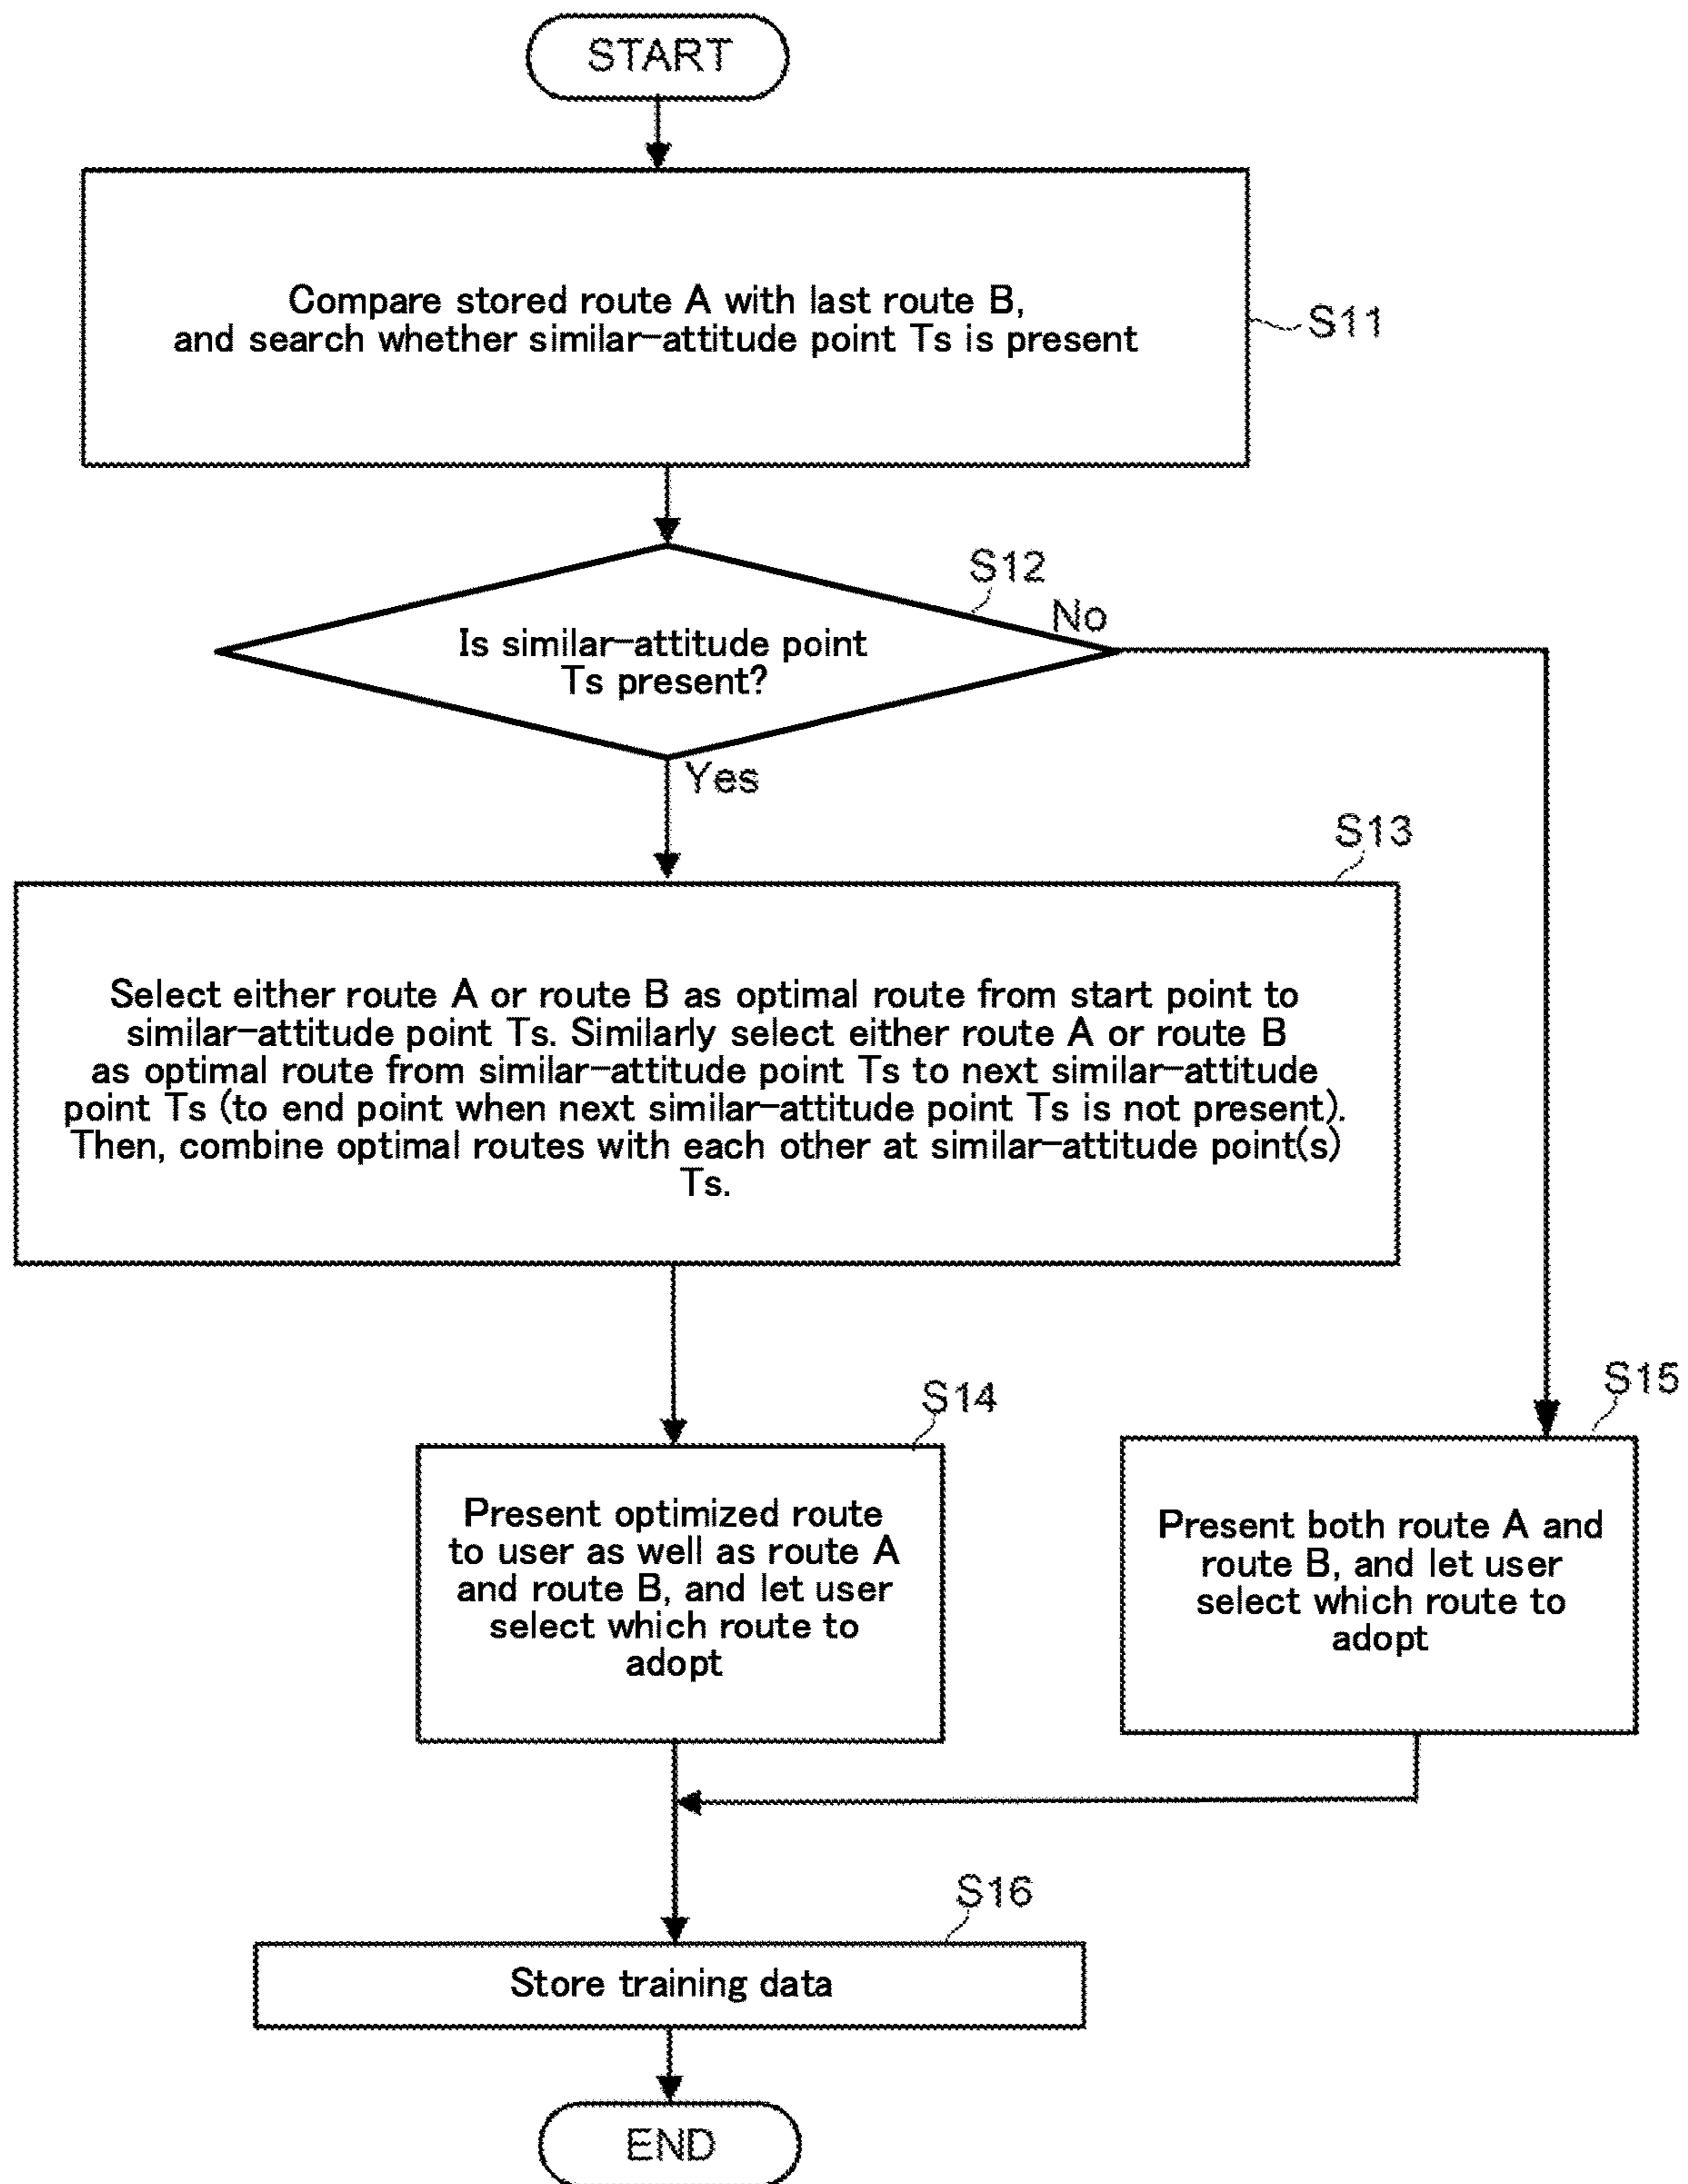 START
Compare stored route A with last route B,
and search whether similar-attitude point Ts is present
S11
S12
No
Is similar-attitude point
Ts present?
Yes
S13
Select either route A or route B as optimal route from start point to
similar-attitude point Ts. Similarly select either route A or route B
as optimal route from similar-attitude point Ts to next similar-attitude
point Ts (to end point when next similar-attitude point Ts is not present).
Then, combine optimal routes with each other at similar-attitude point(s)
Ts.
S14
Present optimized route
to user as well as route A
and route B, and let user
select which route to
adopt
S15
Present both route A and
route B, and let user
select which route to
adopt
S16
Store training data
END